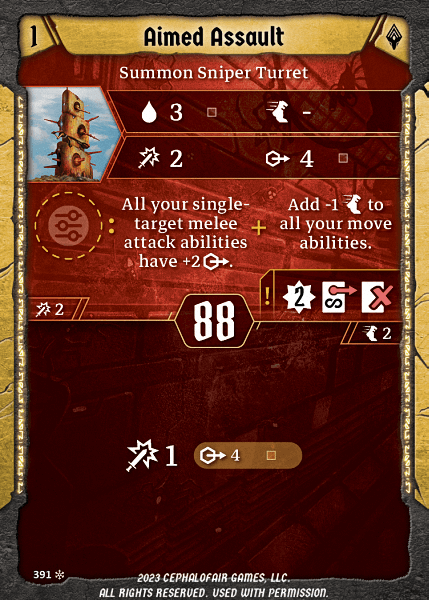 1 Aimed Assault
Summon Sniper Turret
3 -
2 4
All your single-
target melee
attack abilities
have +2.
:
+
Add -1 to
all your move
abilities.
! 2 S
2
88
2
1 4
391
2023 CEPHALOFAIR GAMES, LLC.
ALL RIGHTS RESERVED. USED WITH PERMISSION.